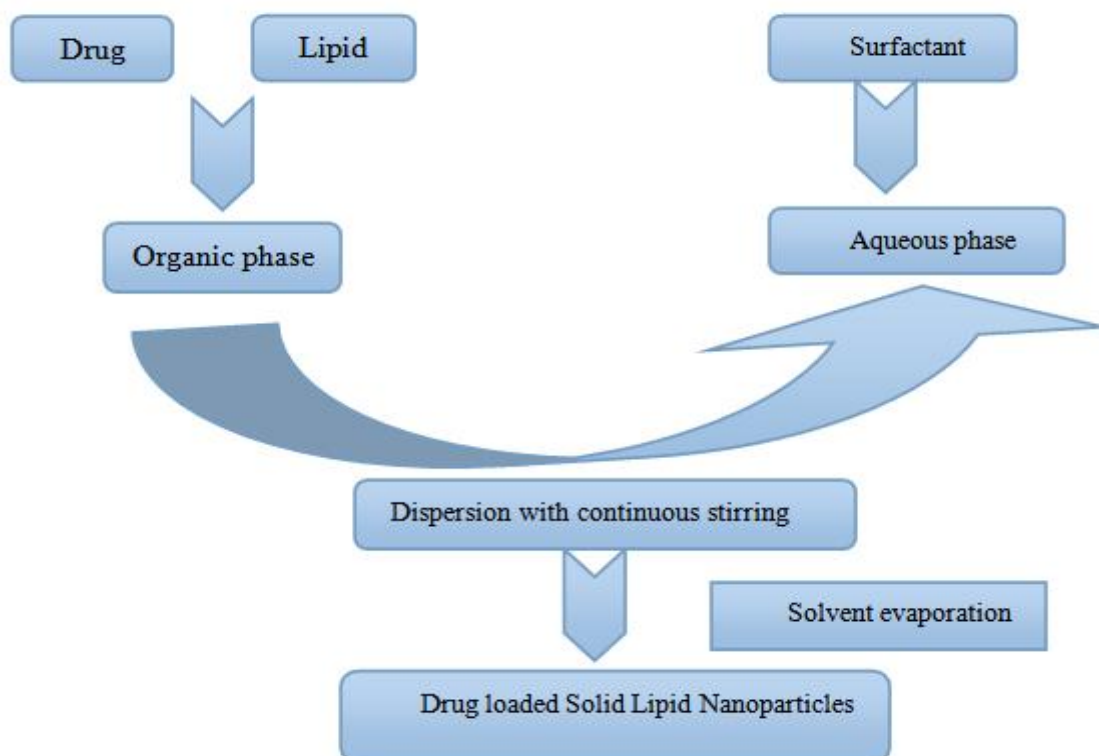 Drug
Lipid
Surfactant
Organic phase
Aqueous phase
Dispersion with continuous stirring
Solvent evaporation
Drug loaded Solid Lipid Nanoparticles